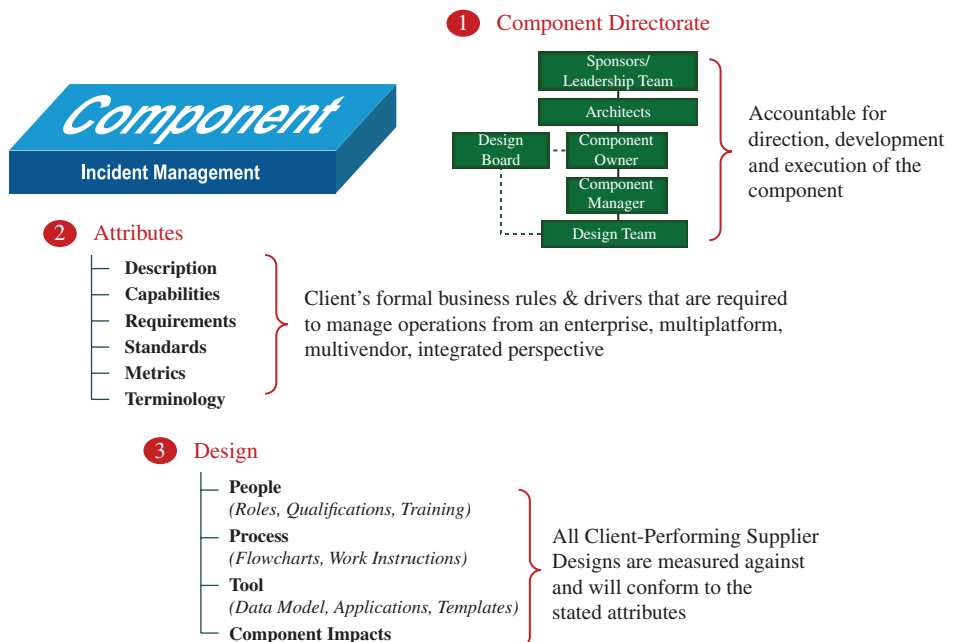 1 Component Directorate
Sponsors/
Leadership Team
Architects
Design
Board
Component
Owner
Component
Manager
Design Team
Accountable for
direction, development
and execution of the
component
Component
Incident Management
2 Attributes
Description
Capabilities
Requirements
Standards
Metrics
Terminology
Client's formal business rules & drivers that are required
to manage operations from an enterprise, multiplatform,
multivendor, integrated perspective
3 Design
People
(Roles, Qualifications, Training)
Process
(Flowcharts, Work Instructions)
Tool
(Data Model, Applications, Templates)
Component Impacts
All Client-Performing Supplier
Designs are measured against
and will conform to the
stated attributes